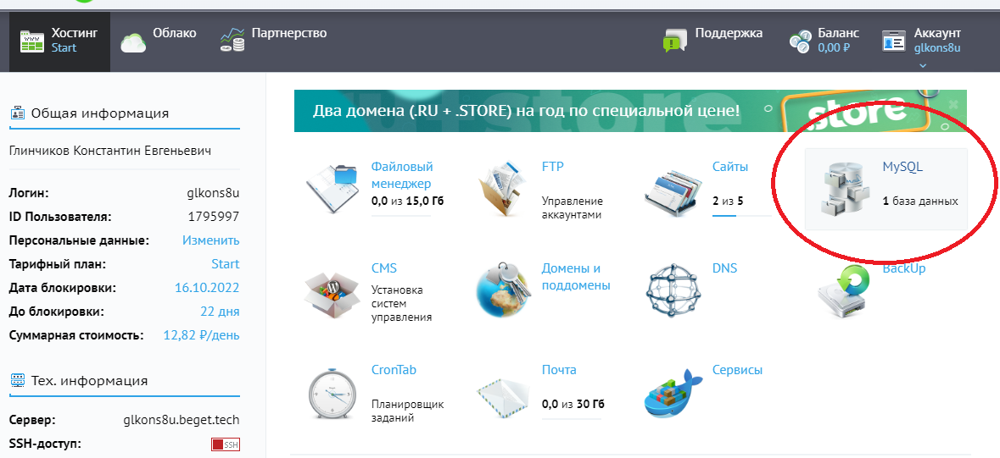 Хостинг
Start
Облако
Партнерство
Поддержка
Баланс
0,00 ₽
Аккаунт
glkons8u
Общая информация
Глинчиков Константин Евгеньевич
Логин: glkons8u
ID Пользователя: 1795997
Персональные данные: Изменить
Тарифный план: Start
Дата блокировки: 16.10.2022
До блокировки: 22 дня
Суммарная стоимость: 12,82 ₽/день
Тех. информация
Сервер: glkons8u.beget.tech
SSH-доступ: SSH
Два домена (.RU + .STORE) на год по специальной цене!
.store
Файловый
менеджер
0,0 из 15,0 Гб
FTP
Управление
аккаунтами
Сайты
2 из 5
MySQL
1 база данных
CMS
Установка
систем
управления
Домены и
поддомены
DNS
BackUp
CronTab
Планировщик
заданий
Почта
0,0 из 30 Гб
Сервисы